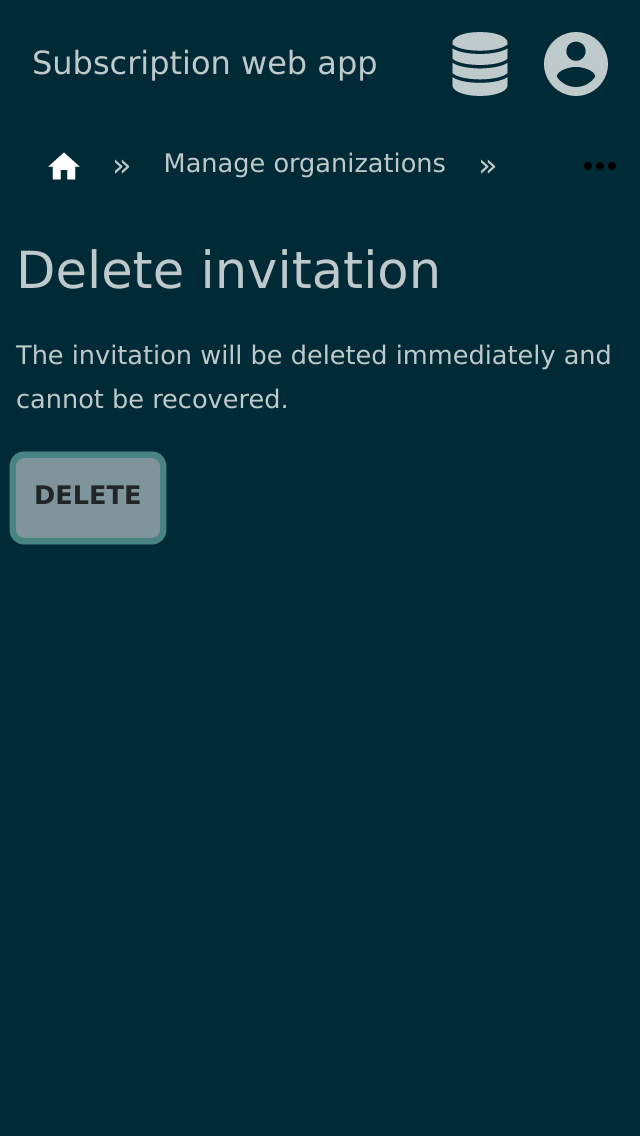 Subscription web app
» Manage organizations »
Delete invitation
The invitation will be deleted immediately and
cannot be recovered.
DELETE